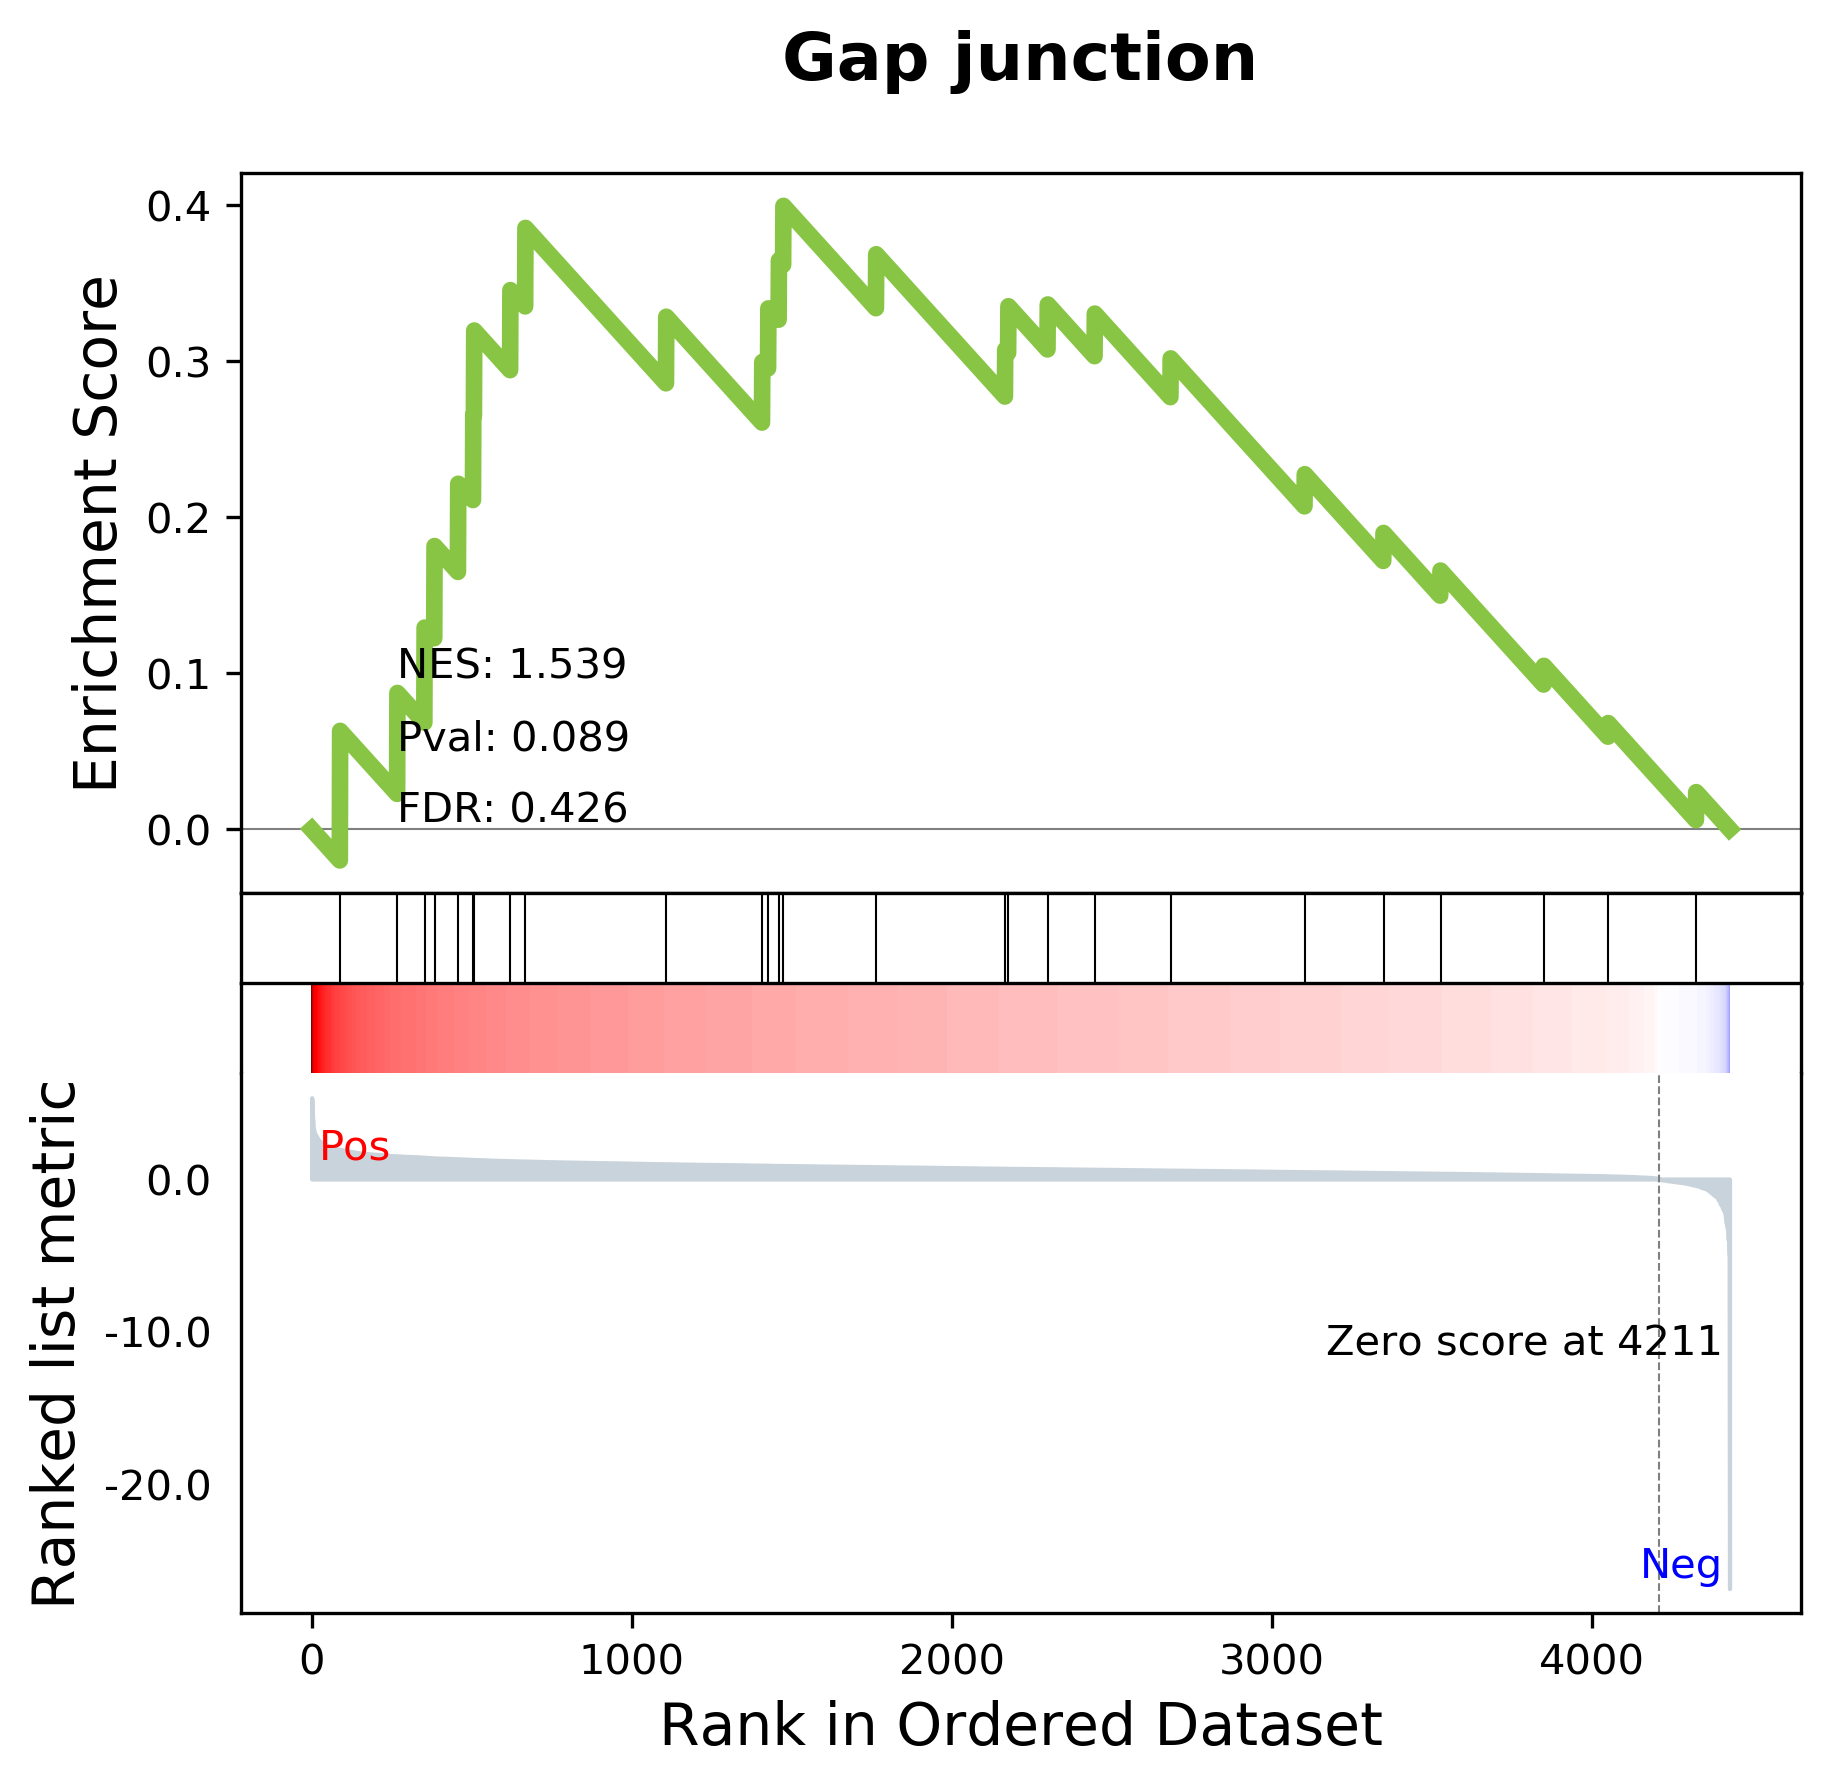 Gap junction
Enrichment Score
0.4
0.3
0.2
0.1
0.0
NES: 1.539
Pval: 0.089
FDR: 0.426
Ranked list metric
0.0
-10.0
-20.0
Pos
Zero score at 4211
Neg
0 1000 2000 3000 4000
Rank in Ordered Dataset